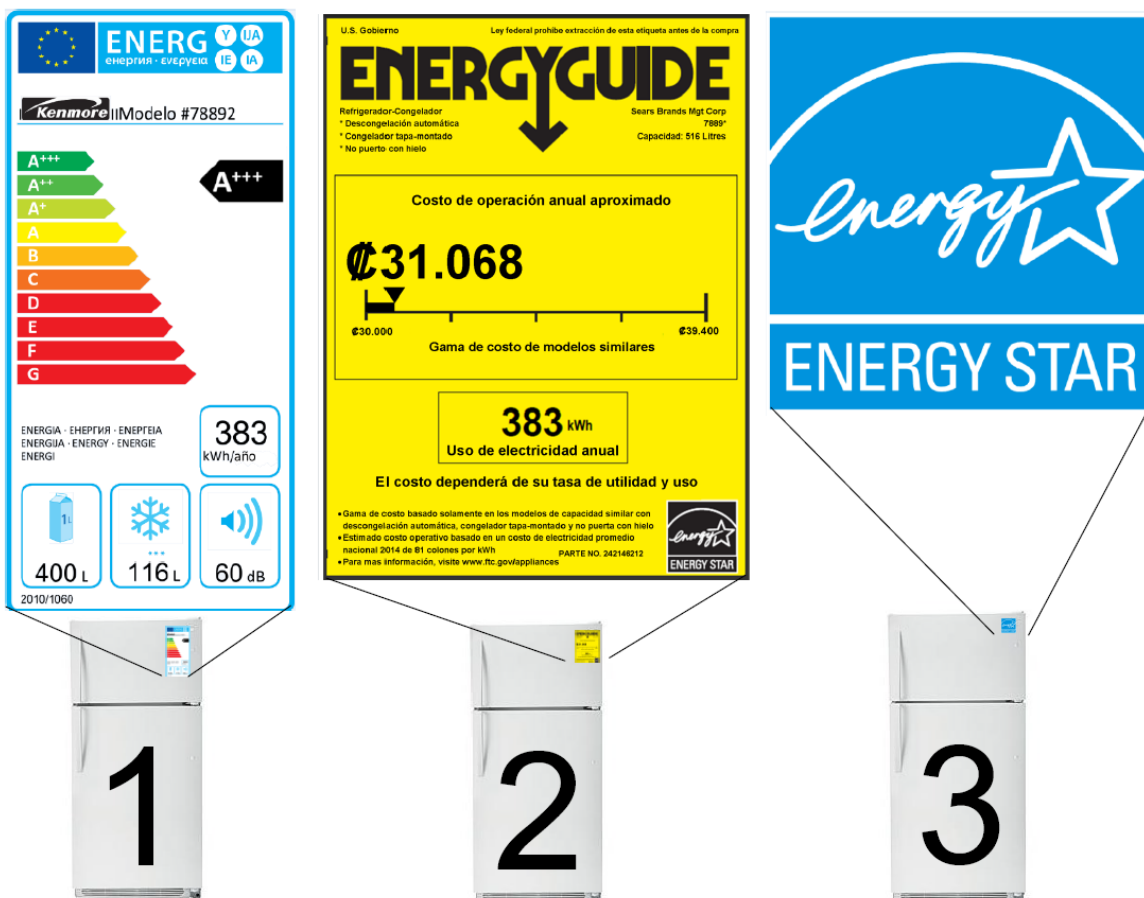 ENERG Y IJA
енергия · ενεργεια IE IA
Kenmore Modelo #78892
A+++
A++
A+
A
B
C
D
E
F
G
A+++
ENERGIA · ЕНЕРГИЯ · ΕΝΕΡΓΕΙΑ
ENERGIJA · ENERGY · ENERGIE
ENERGI
383
kWh/año
1L
400 L
116 L
60 dB
2010/1060
U.S. Gobierno
Ley federal prohibe extracción de esta etiqueta antes de la compra
ENERGYGUIDE
Refrigerador-Congelador
* Descongelación automática
* Congelador tapa-montado
* No puerto con hielo
Sears Brands Mgt Corp
7889*
Capacidad: 516 Litres
Costo de operación anual aproximado
₡31.068
₡30.000
₡39.400
Gama de costo de modelos similares
383 kWh
Uso de electricidad anual
El costo dependerá de su tasa de utilidad y uso
• Gama de costo basado solamente en los modelos de capacidad similar con
descongelación automática, congelador tapa-montado y no puerta con hielo
• Estimado costo operativo basado en un costo de electricidad promedio
nacional 2014 de 81 colones por kWh
PARTE NO. 242146212
• Para mas información, visite www.ftc.gov/appliances
energy
ENERGY STAR
energy
ENERGY STAR
1
2
3